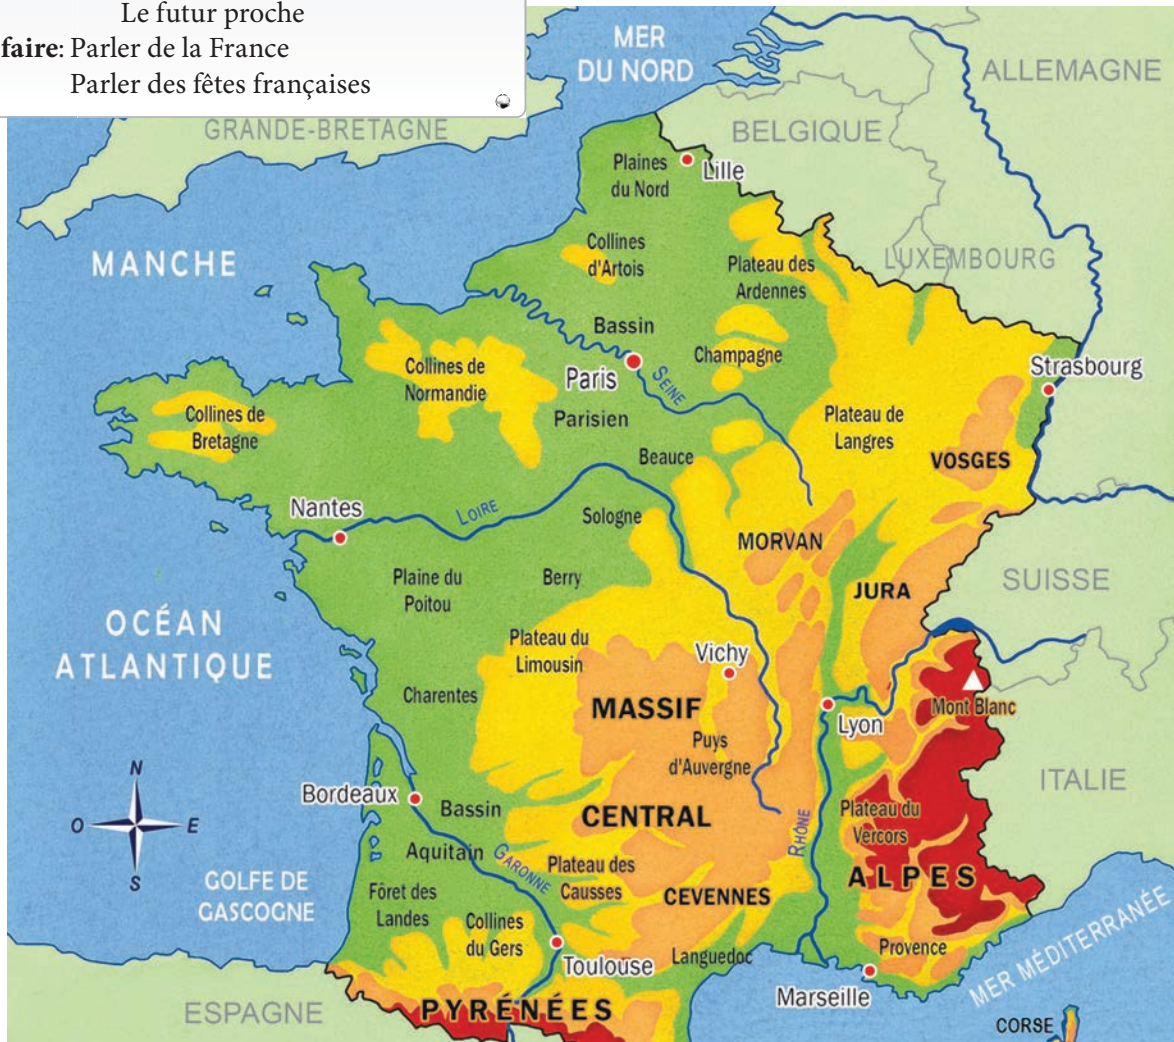 Le futur proche
faire: Parler de la France
Parler des fêtes françaises
MER
DU NORD
ALLEMAGNE
GRANDE-BRETAGNE
BELGIQUE
Plaines
du Nord
Lille
MANCHE
Collines
d'Artois
Plateau des
Ardennes
LUXEMBOURG
Bassin
Champagne
Strasbourg
Paris
SEINE
Collines de
Normandie
Parisien
Collines de
Bretagne
Plateau de
Langres
Beauce
VOSGES
Nantes
LOIRE
Sologne
MORVAN
Plaine du
Poitou
Berry
JURA
SUISSE
OCÉAN
ATLANTIQUE
Plateau du
Limousin
Vichy
Charentes
MASSIF
Lyon
Mont Blanc
Puys
d'Auvergne
ITALIE
Bordeaux
Bassin
CENTRAL
RHÔNE
Plateau du
Vercors
N
O
E
S
Aquitain
GARONNE
Plateau des
Causses
ALPES
GOLFE DE
GASCOGNE
Fôret des
Landes
CEVENNES
Collines
du Gers
Languedoc
Provence
MER MÉDITERRANÉE
Toulouse
Marseille
ESPAGNE
PYRÉNÉES
CORSE